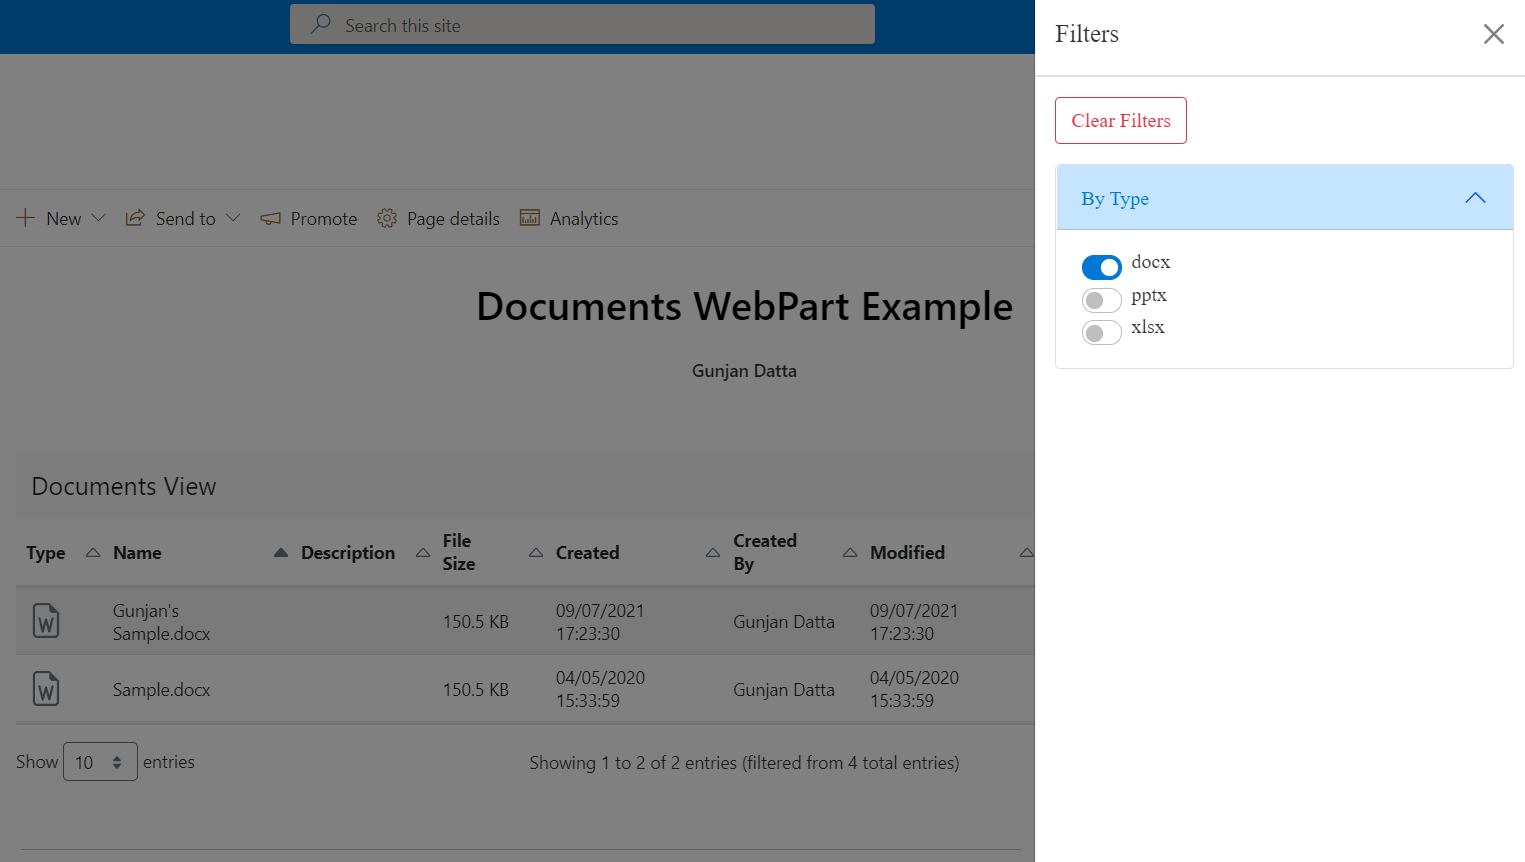 Search this site
Filters
Clear Filters
By Type
docx
pptx
xlsx
New
Send to
Promote
Page details
Analytics
Documents WebPart Example
Gunjan Datta
Documents View
Type Name Description File Size Created Created By Modified
Gunjan's Sample.docx 150.5 KB 09/07/2021 17:23:30 Gunjan Datta 09/07/2021 17:23:30
Sample.docx 150.5 KB 04/05/2020 15:33:59 Gunjan Datta 04/05/2020 15:33:59
Show 10 entries
Showing 1 to 2 of 2 entries (filtered from 4 total entries)